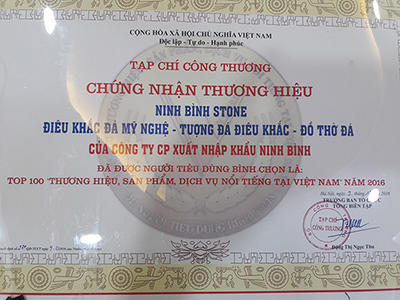 CỘNG HÒA XÃ HỘI CHỦ NGHĨA VIỆT NAM
Độc lập - Tự do - Hạnh phúc
TẠP CHÍ CÔNG THƯƠNG
CHỨNG NHẬN THƯƠNG HIỆU
NINH BÌNH STONE
ĐIÊU KHẮC ĐÁ MỸ NGHỆ - TƯỢNG ĐÁ ĐIÊU KHẮC - ĐỒ THỜ ĐÁ
CỦA CÔNG TY CP XUẤT NHẬP KHẨU NINH BÌNH
ĐÃ ĐƯỢC NGƯỜI TIÊU DÙNG BÌNH CHỌN LÀ:
TOP 100 "THƯƠNG HIỆU, SẢN PHẨM, DỊCH VỤ NỔI TIẾNG TẠI VIỆT NAM" NĂM 2016
TRƯỞNG BAN TỔ CHỨC
TỔNG BIÊN TẬP
TẠP CHÍ
CÔNG THƯƠNG
Đặng Thị Ngọc Thu